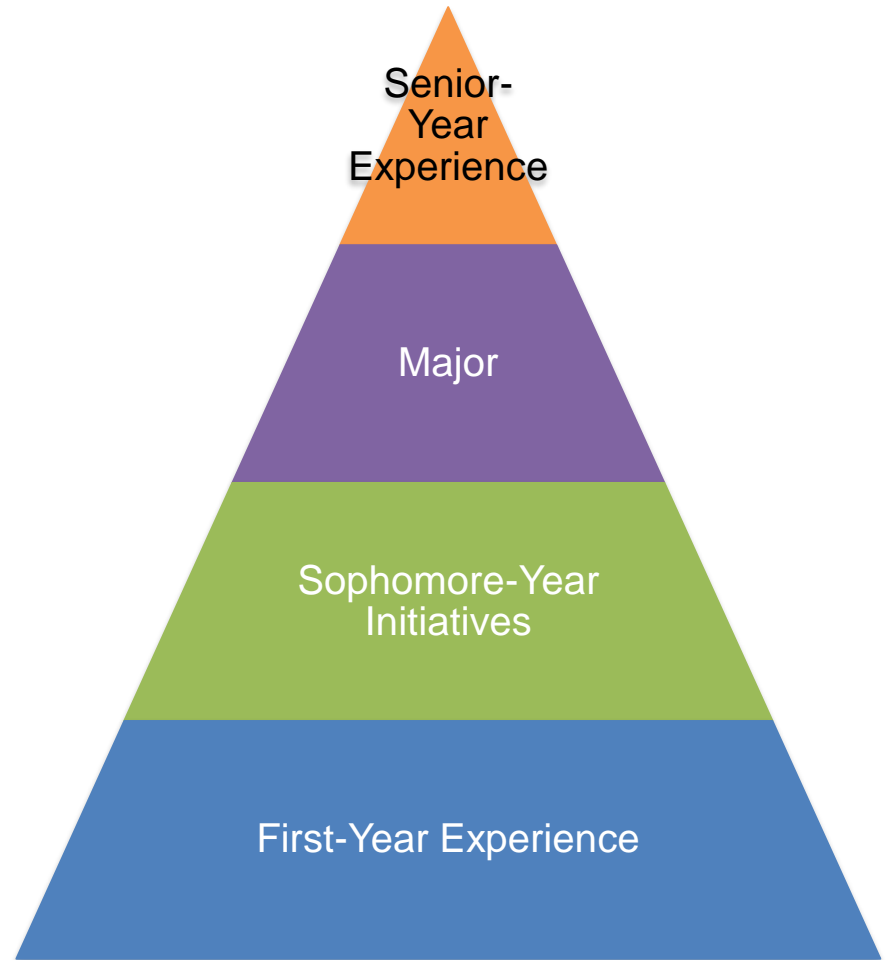 Senior-
Year
Experience
Major
Sophomore-Year
Initiatives
First-Year Experience